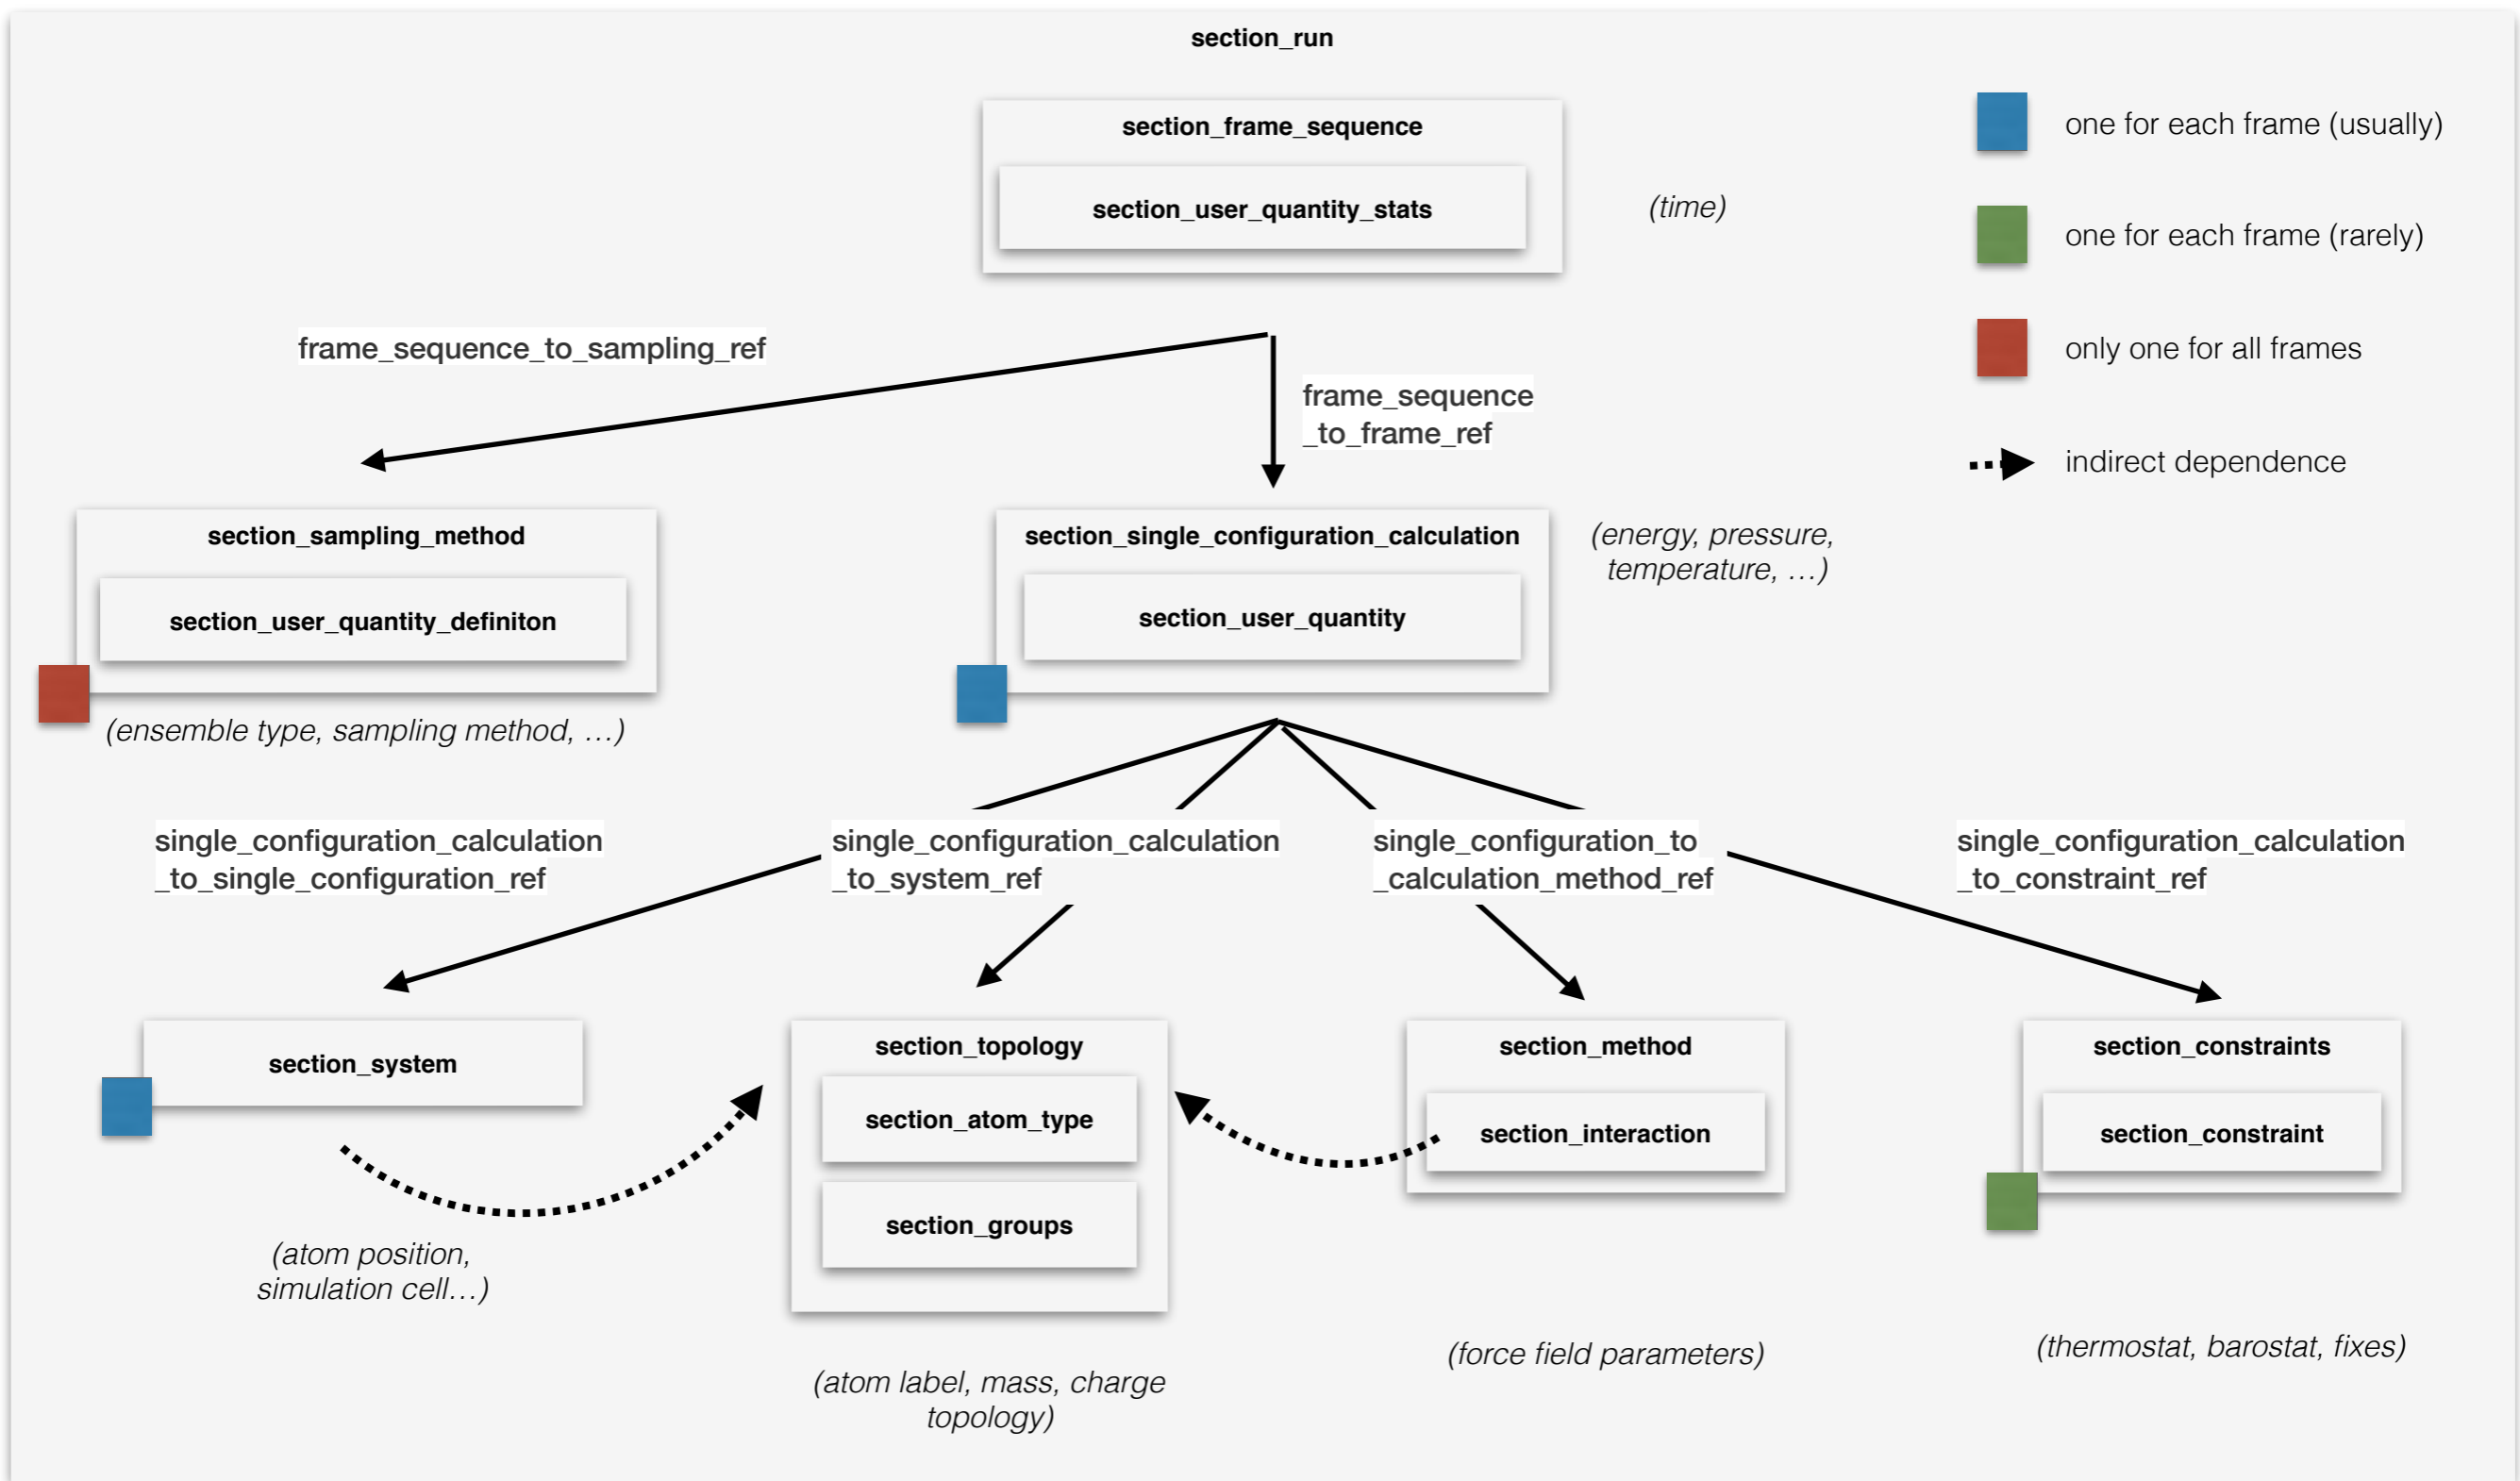 section_run
section_frame_sequence
section_user_quantity_stats
(time)
one for each frame (usually)
one for each frame (rarely)
only one for all frames
indirect dependence
frame_sequence_to_sampling_ref
frame_sequence
_to_frame_ref
section_sampling_method
section_user_quantity_definiton
(ensemble type, sampling method, …)
section_single_configuration_calculation
section_user_quantity
(energy, pressure,
temperature, …)
single_configuration_calculation
_to_single_configuration_ref
single_configuration_calculation
_to_system_ref
single_configuration_to
_calculation_method_ref
single_configuration_calculation
_to_constraint_ref
section_system
(atom position,
simulation cell…)
section_topology
section_atom_type
section_groups
(atom label, mass, charge
topology)
section_method
section_interaction
(force field parameters)
section_constraints
section_constraint
(thermostat, barostat, fixes)